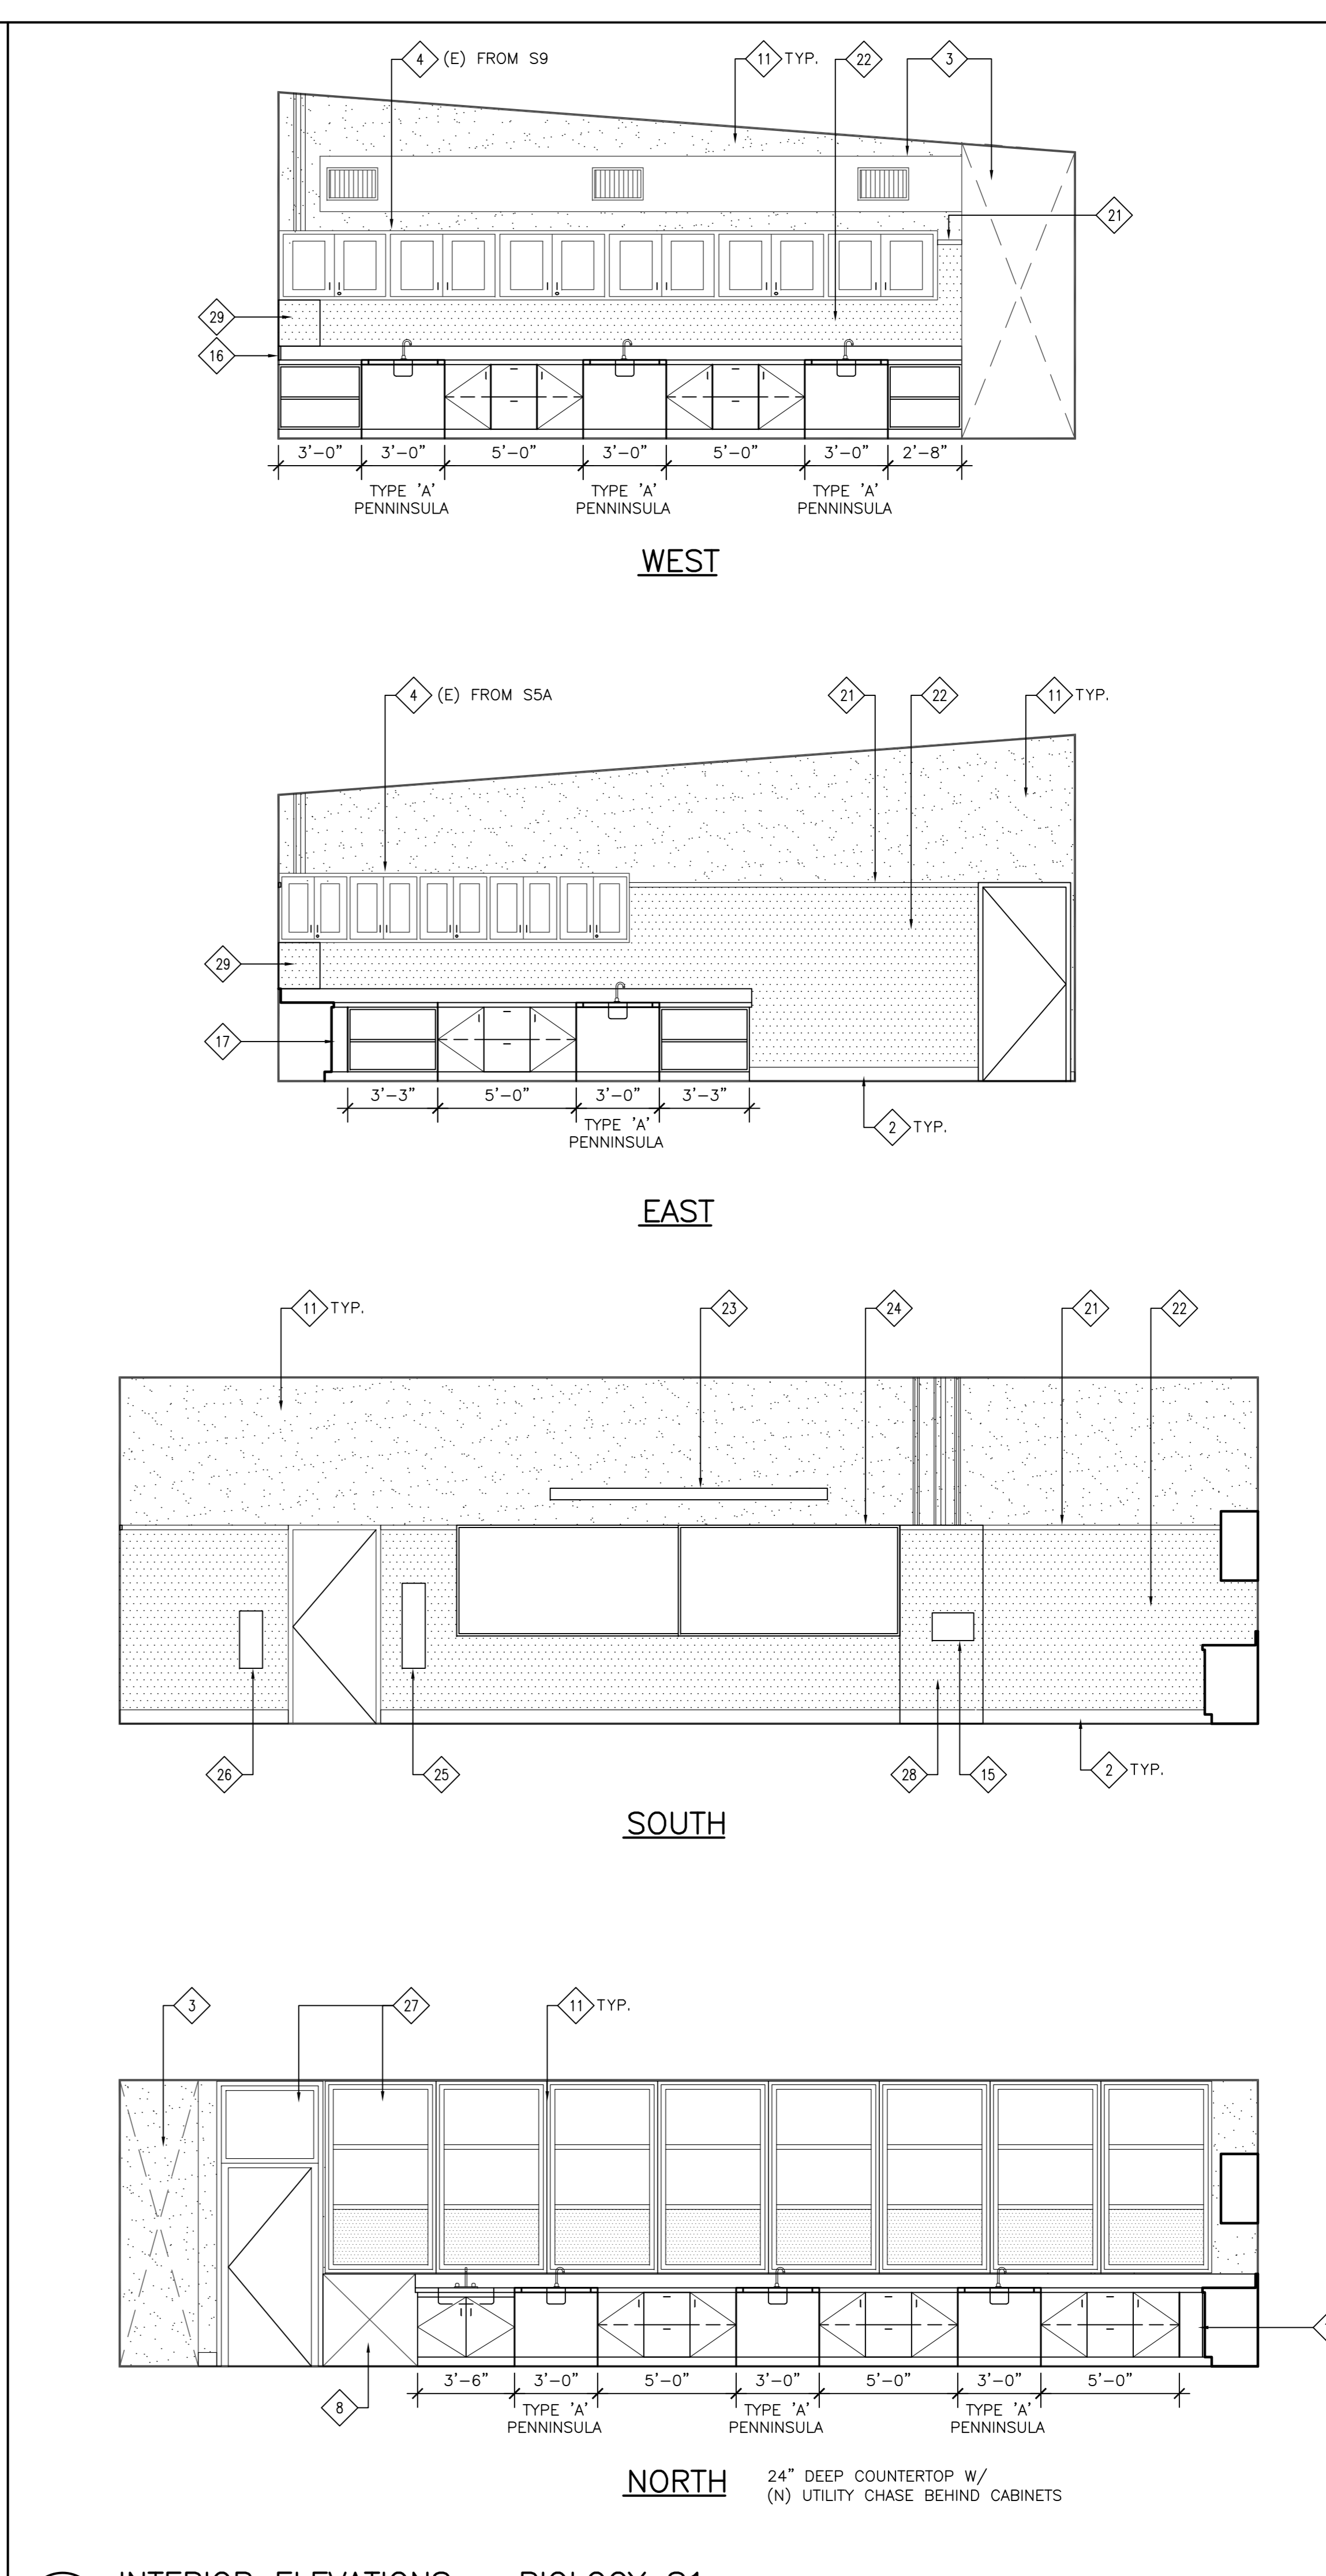 4 (E) FROM S9
11 TYP.
22
3
21
29
16
3'-0" 3'-0" 5'-0" 3'-0" 5'-0" 3'-0" 2'-8"
TYPE 'A' TYPE 'A' TYPE 'A'
PENNINSULA PENNINSULA PENNINSULA
WEST
4 (E) FROM S5A
21
22
11 TYP.
29
17
3'-3" 5'-0" 3'-0" 3'-3"
TYPE 'A'
PENNINSULA
2 TYP.
EAST
11 TYP.
23
24
21
22
26
25
28
15
2 TYP.
SOUTH
3
27
11 TYP.
8
3'-6" 3'-0" 5'-0" 3'-0" 5'-0" 3'-0" 5'-0"
TYPE 'A' TYPE 'A' TYPE 'A'
PENNINSULA PENNINSULA PENNINSULA
NORTH
24" DEEP COUNTERTOP W/
(N) UTILITY CHASE BEHIND CABINETS
INTERIOR ELEVATIONS